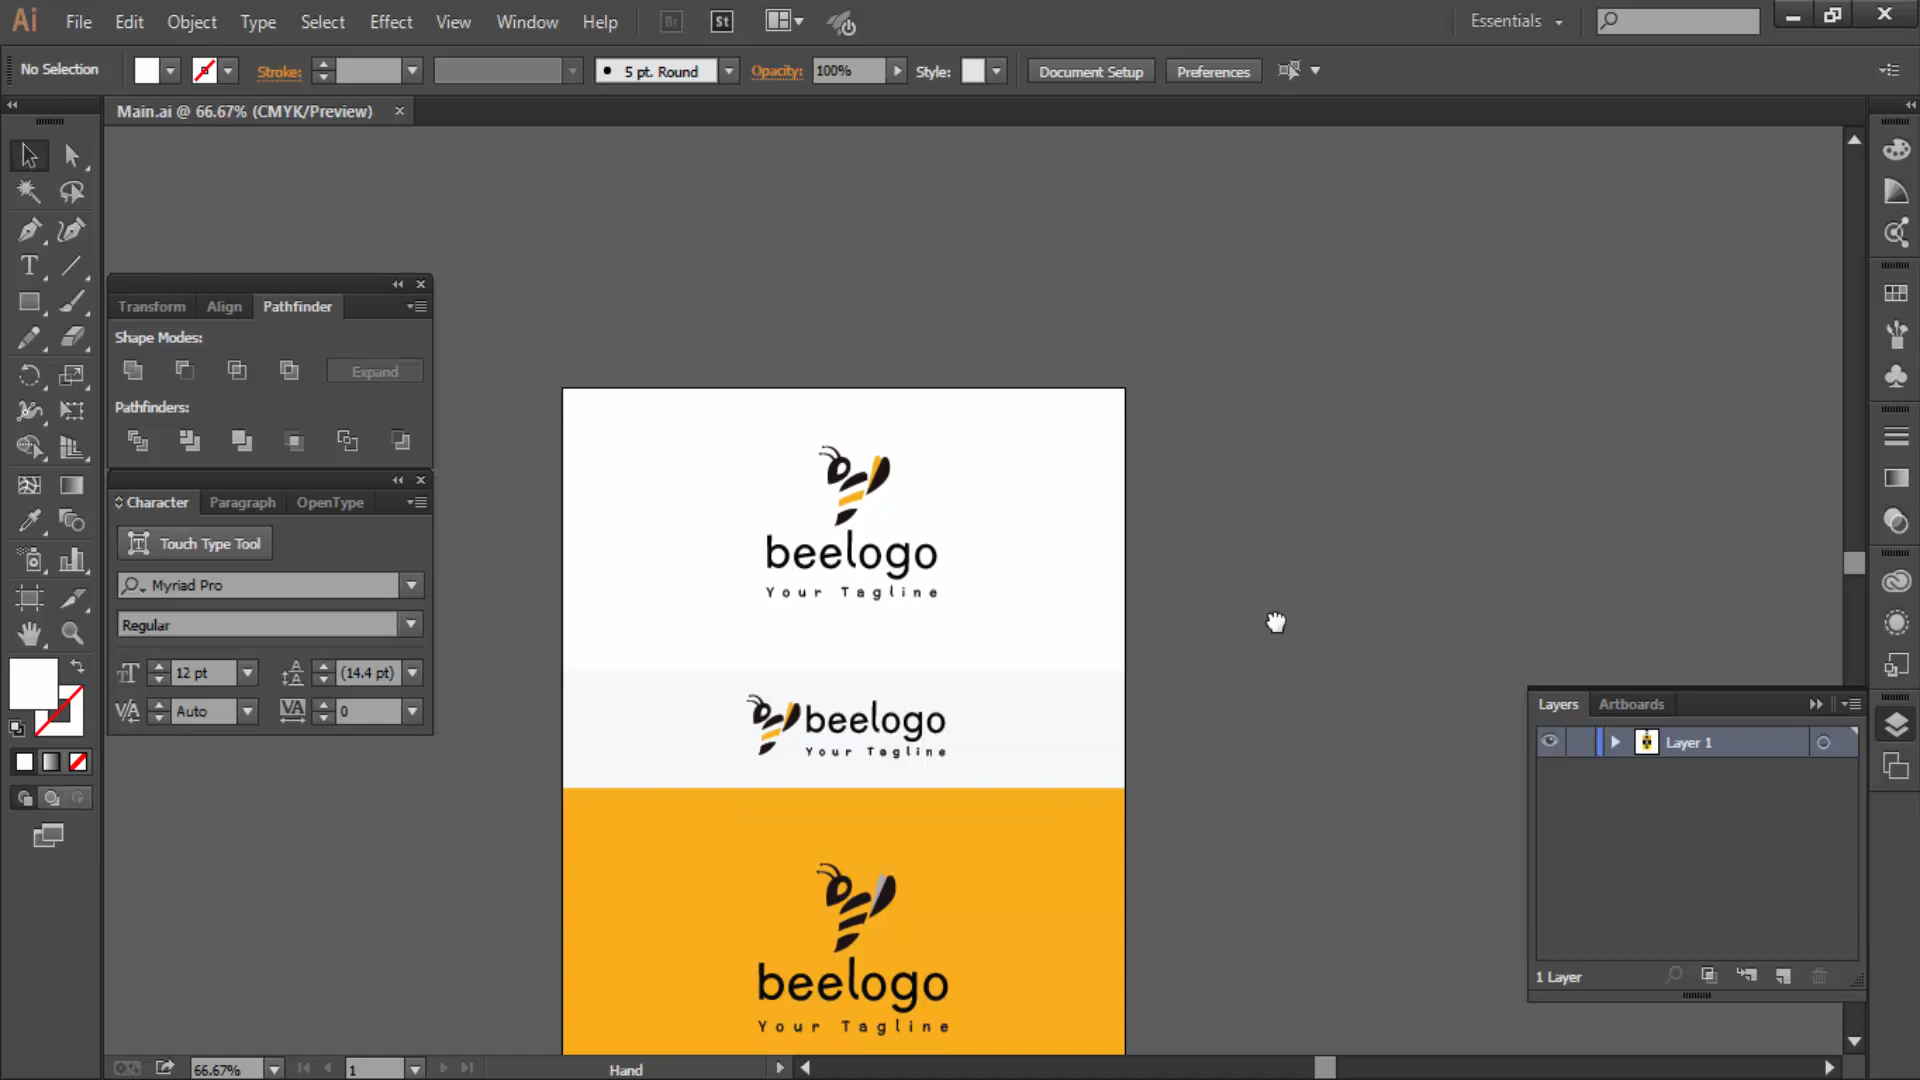 Ai File Edit Object Type Select Effect View Window Help Br St Essentials
No Selection Stroke: 5 pt. Round Opacity: 100% Style: Document Setup Preferences
Main.ai @ 66.67% (CMYK/Preview)
Transform Align Pathfinder
Shape Modes:
Expand
Pathfinders:
Character Paragraph OpenType
Touch Type Tool
Myriad Pro
Regular
12 pt (14.4 pt)
Auto 0
beelogo
Your Tagline
beelogo
Your Tagline
beelogo
Your Tagline
Layers Artboards
Layer 1
1 Layer
66.67% 1 Hand